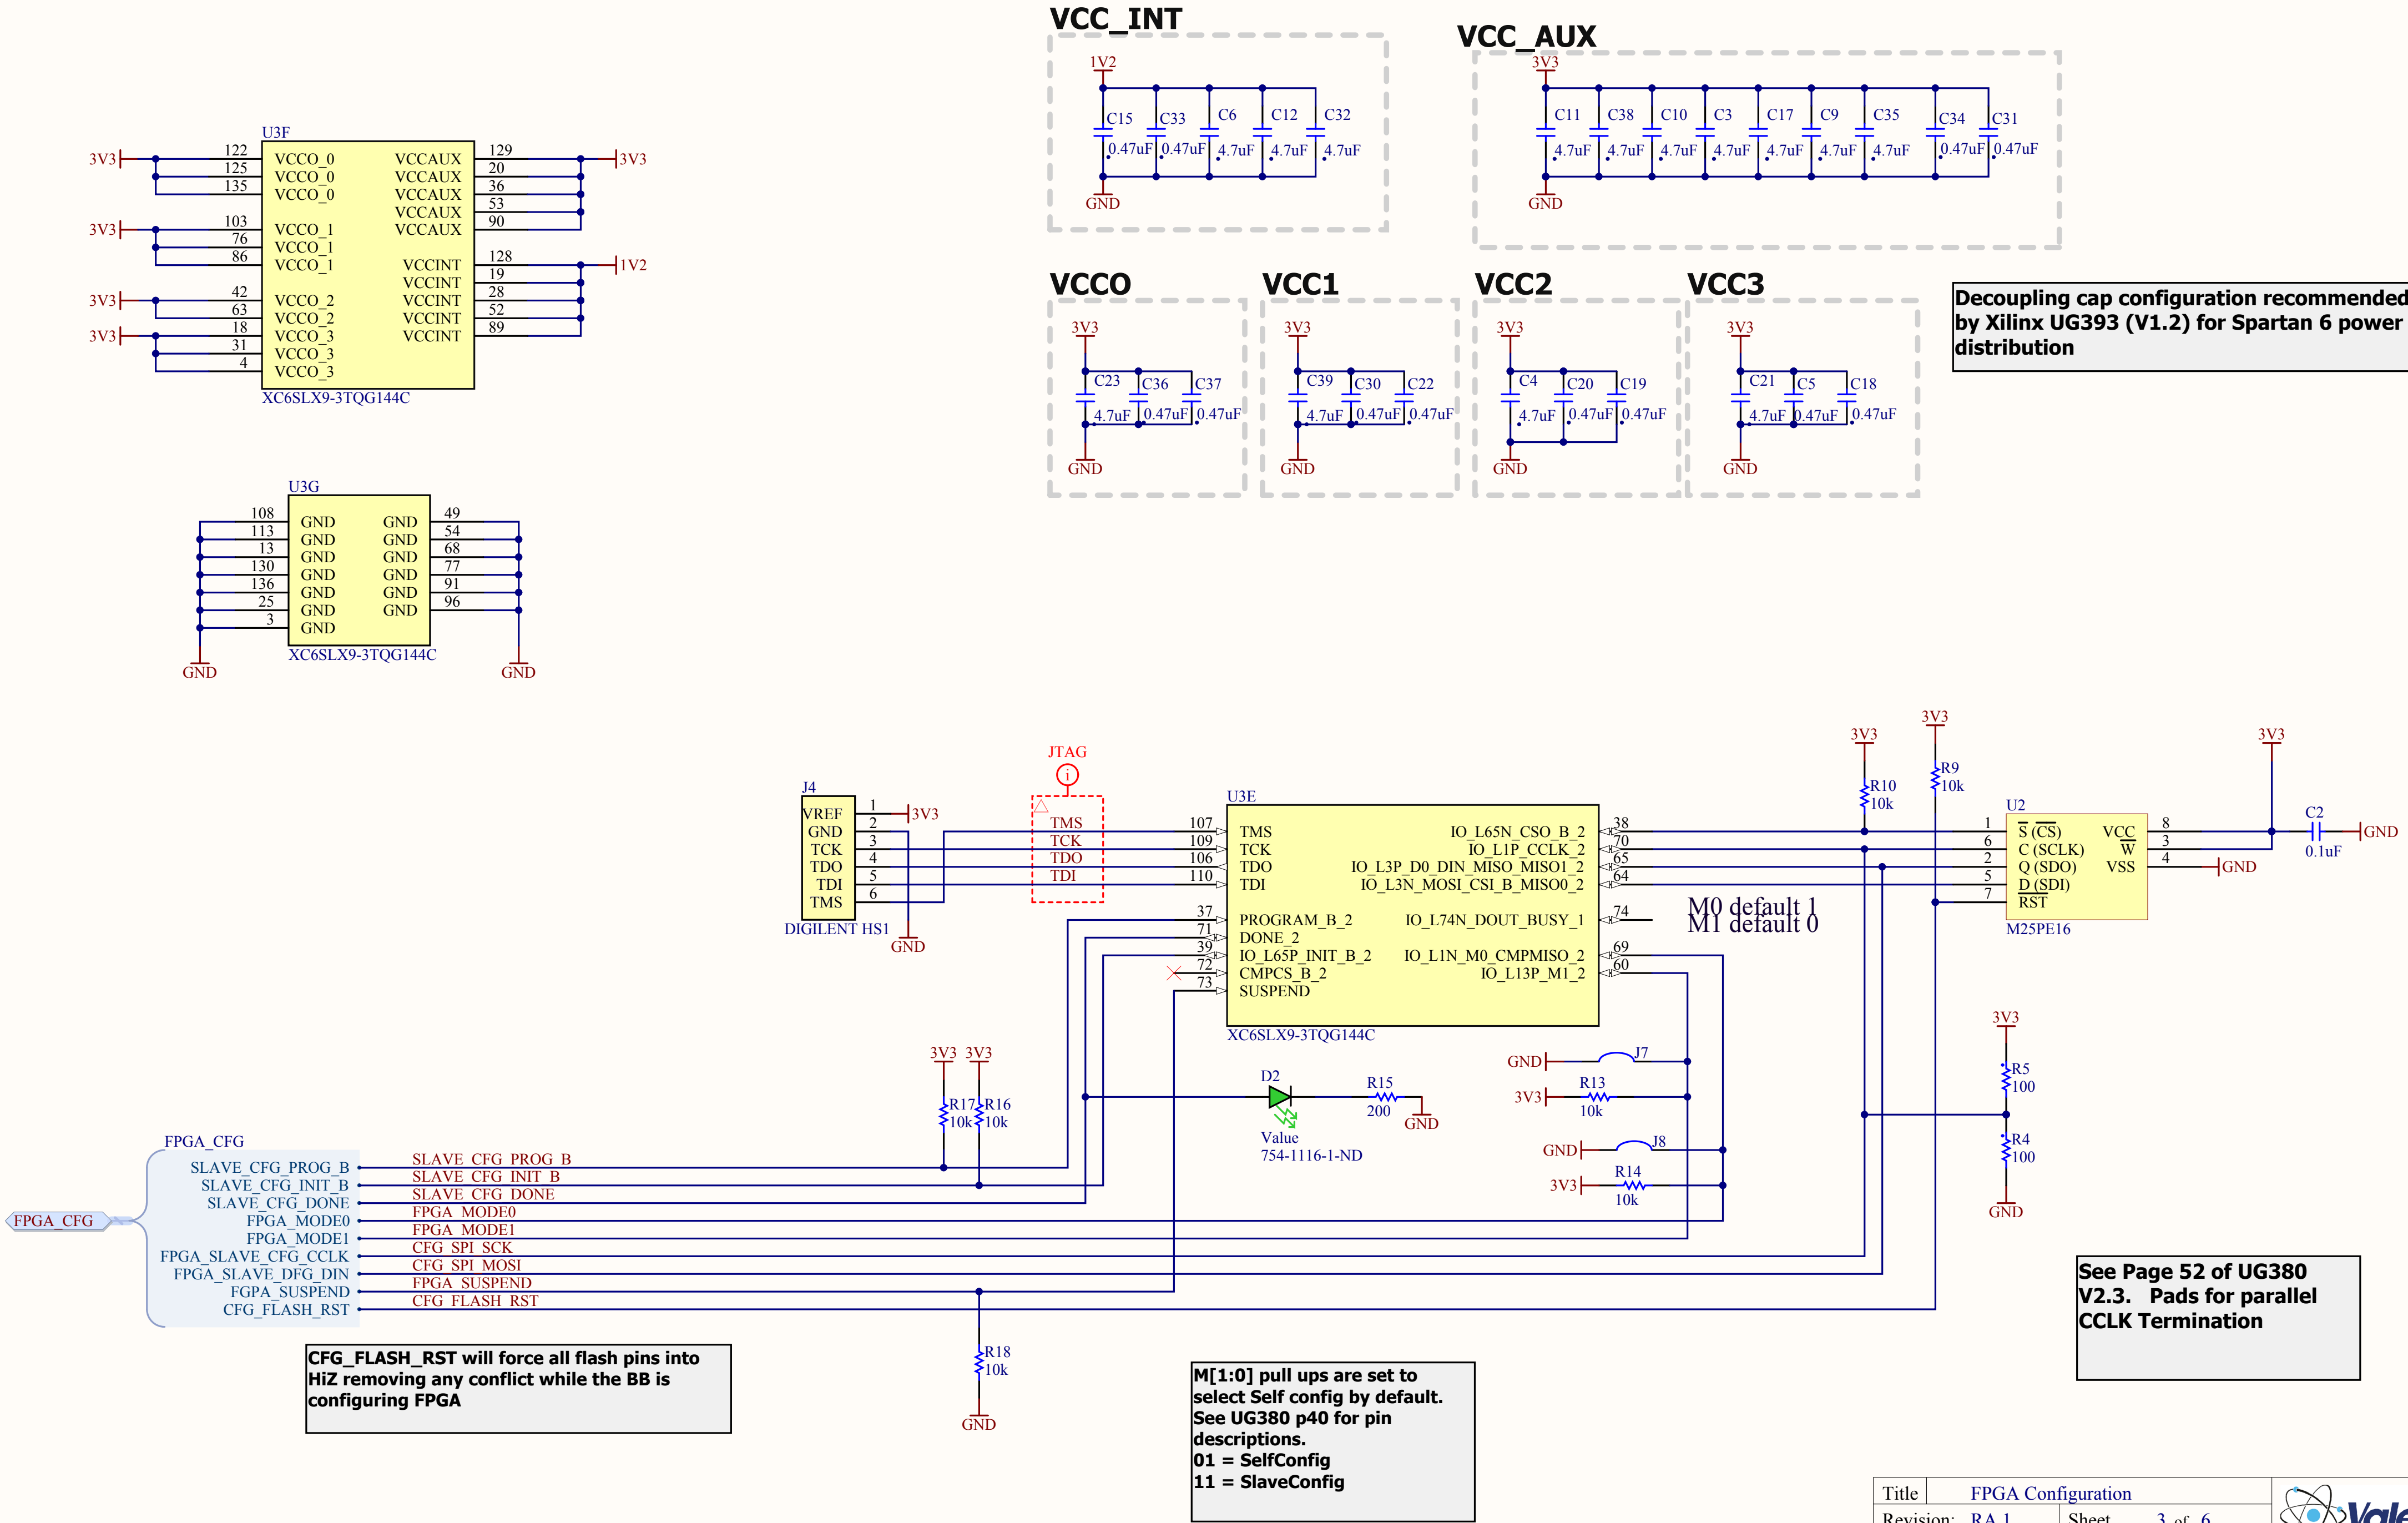 VCC_INT
1V2
C15 C33 C6 C12 C32
0.47uF 0.47uF 4.7uF 4.7uF 4.7uF
GND
VCC_AUX
3V3
C11 C38 C10 C3 C17 C9 C35 C34 C31
4.7uF 4.7uF 4.7uF 4.7uF 4.7uF 4.7uF 4.7uF 0.47uF 0.47uF
GND
U3F
3V3 122 VCCO_0 VCCAUX 129 3V3
125 VCCO_0 VCCAUX 20
135 VCCO_0 VCCAUX 36
VCCAUX 53
3V3 103 VCCO_1 VCCAUX 90
76 VCCO_1
86 VCCO_1 VCCINT 128 1V2
VCCINT 19
3V3 42 VCCO_2 VCCINT 28
63 VCCO_2 VCCINT 52
3V3 18 VCCO_3 VCCINT 89
31 VCCO_3
4 VCCO_3
XC6SLX9-3TQG144C
VCCO
3V3
C23 C36 C37
4.7uF 0.47uF 0.47uF
GND
VCC1
3V3
C39 C30 C22
4.7uF 0.47uF 0.47uF
GND
VCC2
3V3
C4 C20 C19
4.7uF 0.47uF 0.47uF
GND
VCC3
3V3
C21 C5 C18
4.7uF 0.47uF 0.47uF
GND
Decoupling cap configuration recommended
by Xilinx UG393 (V1.2) for Spartan 6 power
distribution
U3G
108 GND GND 49
113 GND GND 54
13 GND GND 68
130 GND GND 77
136 GND GND 91
25 GND GND 96
3 GND
XC6SLX9-3TQG144C
GND GND
J4
VREF 1 3V3
GND 2
TCK 3
TDO 4
TDI 5
TMS 6
DIGILENT HS1
GND
JTAG
i
TMS
TCK
TDO
TDI
U3E
107 TMS IO_L65N_CSO_B_2 38
109 TCK IO_L1P_CCLK_2 70
106 TDO IO_L3P_D0_DIN_MISO_MISO1_2 65
110 TDI IO_L3N_MOSI_CSI_B_MISO0_2 64
37 PROGRAM_B_2 IO_L74N_DOUT_BUSY_1 74
71 DONE_2
39 IO_L65P_INIT_B_2 IO_L1N_M0_CMPMISO_2 69
72 CMPCS_B_2 IO_L13P_M1_2 60
73 SUSPEND
XC6SLX9-3TQG144C
M0 default 1
M1 default 0
3V3
R10
10k
3V3
R9
10k
U2
1 S (CS) VCC 8
6 C (SCLK) W 3
2 Q (SDO) VSS 4 GND
5 D (SDI)
7 RST
M25PE16
3V3
C2
0.1uF
GND
GND J7
3V3 R13
10k
GND J8
3V3 R14
10k
D2
Value
754-1116-1-ND
R15
200
GND
3V3
R5
100
R4
100
GND
3V3 3V3
R17 R16
10k 10k
FPGA_CFG
FPGA_CFG
SLAVE_CFG_PROG_B SLAVE_CFG_PROG_B
SLAVE_CFG_INIT_B SLAVE_CFG_INIT_B
SLAVE_CFG_DONE SLAVE_CFG_DONE
FPGA_MODE0 FPGA_MODE0
FPGA_MODE1 FPGA_MODE1
FPGA_SLAVE_CFG_CCLK CFG_SPI_SCK
FPGA_SLAVE_DFG_DIN CFG_SPI_MOSI
FGPA_SUSPEND FPGA_SUSPEND
CFG_FLASH_RST CFG_FLASH_RST
R18
10k
GND
CFG_FLASH_RST will force all flash pins into
HiZ removing any conflict while the BB is
configuring FPGA
M[1:0] pull ups are set to
select Self config by default.
See UG380 p40 for pin
descriptions.
01 = SelfConfig
11 = SlaveConfig
See Page 52 of UG380
V2.3. Pads for parallel
CCLK Termination
Title FPGA Configuration
Revision: RA 1 Sheet 3 of 6